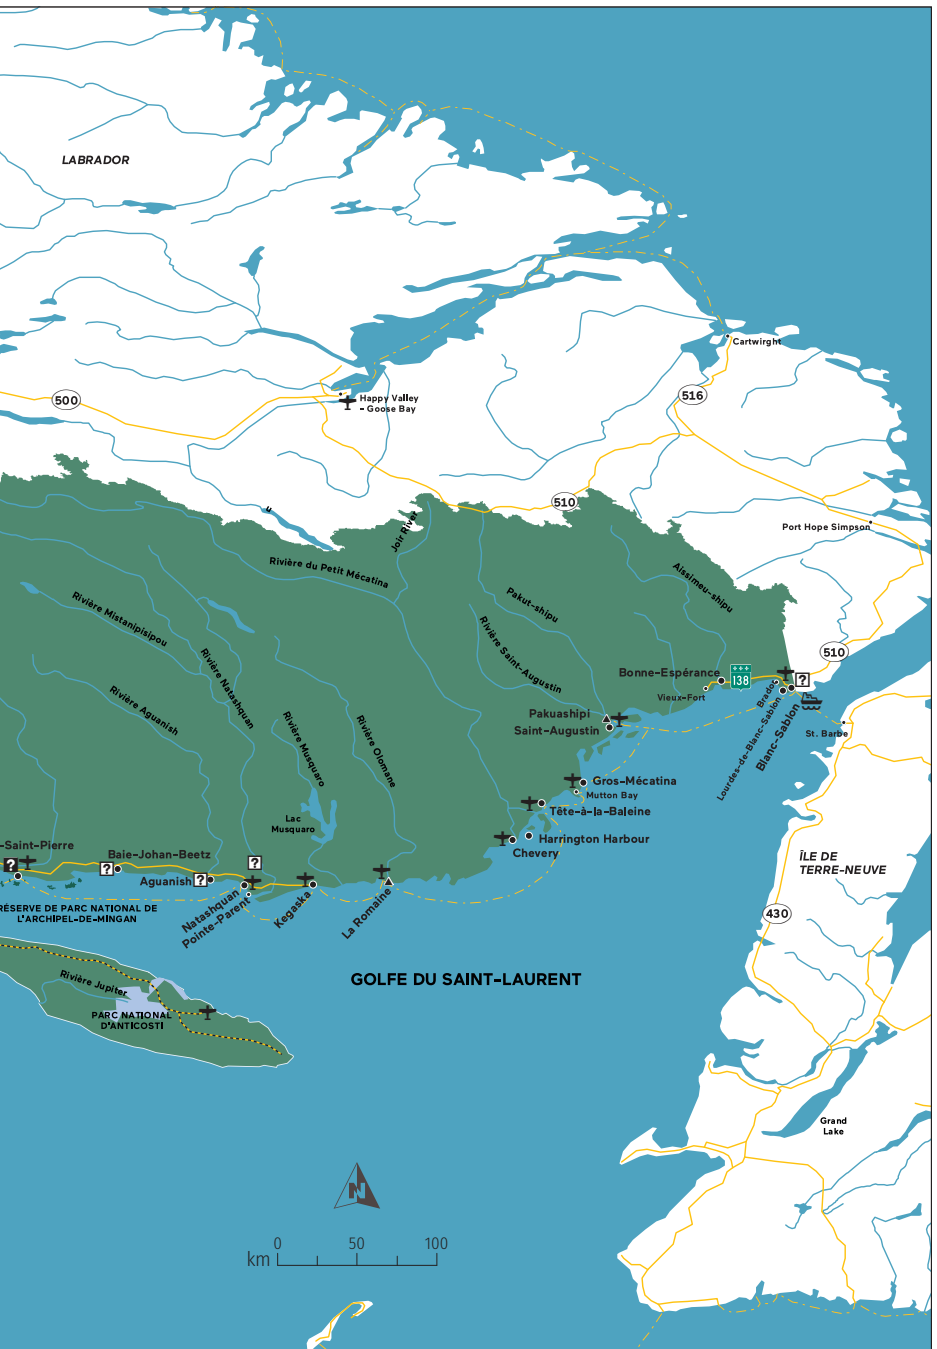 LABRADOR
Cartwirght
500
Happy Valley
- Goose Bay
516
510
u
Joir River
Port Hope Simpson
Rivière du Petit Mécatina
Aissimeu-shipu
Pakut-shipu
Rivière Mistanipisipou
Rivière Saint-Augustin
Rivière Natashquan
510
Bonne-Espérance
138
?
Vieux-Fort
Brador
Lourdes-de-Blanc-Sablon
Blanc-Sablon
Rivière Aguanish
Rivière Musquaro
Rivière Olomane
Pakuashipi
Saint-Augustin
St. Barbe
Gros-Mécatina
Mutton Bay
Tête-à-la-Baleine
Lac
Musquaro
Harrington Harbour
Chevery
-Saint-Pierre
?
Baie-Johan-Beetz
?
?
Aguanish
?
ÎLE DE
TERRE-NEUVE
Natashquan
Pointe-Parent
Kegaska
La Romaine
RÉSERVE DE PARC NATIONAL DE
L'ARCHIPEL-DE-MINGAN
430
GOLFE DU SAINT-LAURENT
Rivière Jupiter
PARC NATIONAL
D'ANTICOSTI
Grand
Lake
N
0 50 100
km